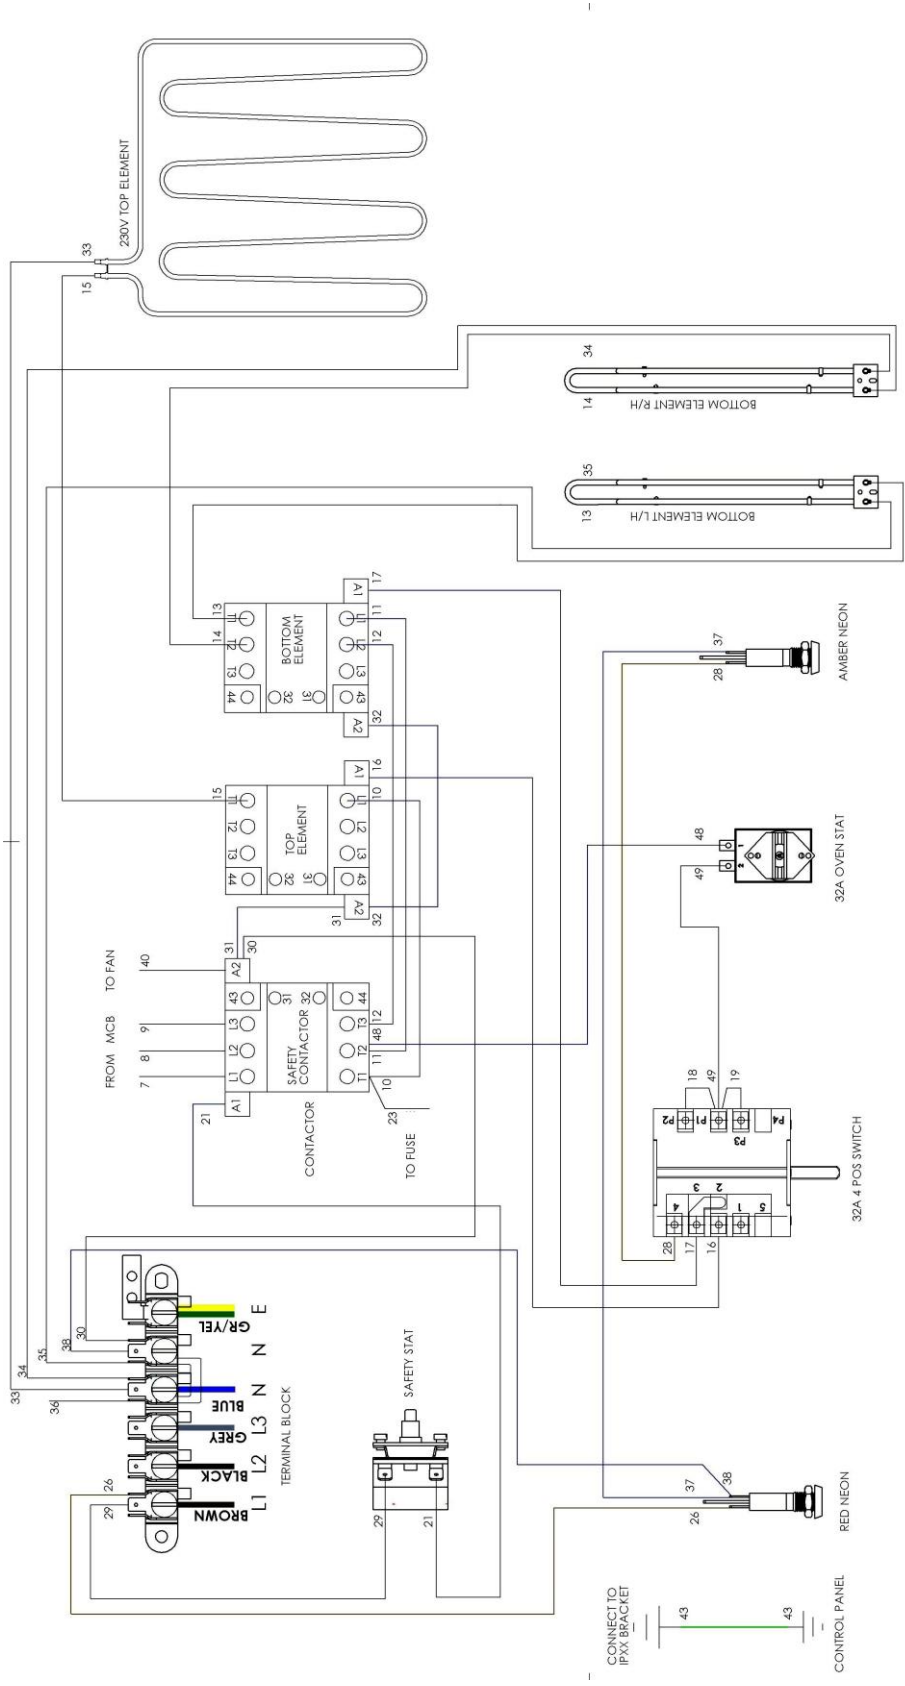 230V TOP ELEMENT
33
15
34
14
BOTTOM ELEMENT R/H
35
13
BOTTOM ELEMENT L/H
A1
17
13
14
T1
T2
T3
44
BOTTOM
ELEMENT
32
31
L1
L2
L3
43
11
12
A2
32
37
28
AMBER NEON
A1
16
15
T1
T2
T3
44
TOP
ELEMENT
32
31
L1
L2
L3
43
10
A2
31
32
48
49
1
2
32A OVEN STAT
31
30
A2
TO FAN
40
FROM MCB
9
8
7
43
L3
L2
L1
31
32
SAFETY
CONTACTOR
44
T3
T2
T1
12
48
11
10
A1
21
23
TO FUSE
CONTACTOR
18
49
19
P2
P1
P3
P4
4
3
2
1
5
28
17
16
32A 4 POS SWITCH
33
34
35
36
38
30
E
GR/YEL
N
N
BLUE
L3
GREY
L2
BLACK
L1
BROWN
TERMINAL BLOCK
26
29
SAFETY STAT
29
21
37
38
26
RED NEON
CONNECT TO
IPXX BRACKET
43
43
CONTROL PANEL